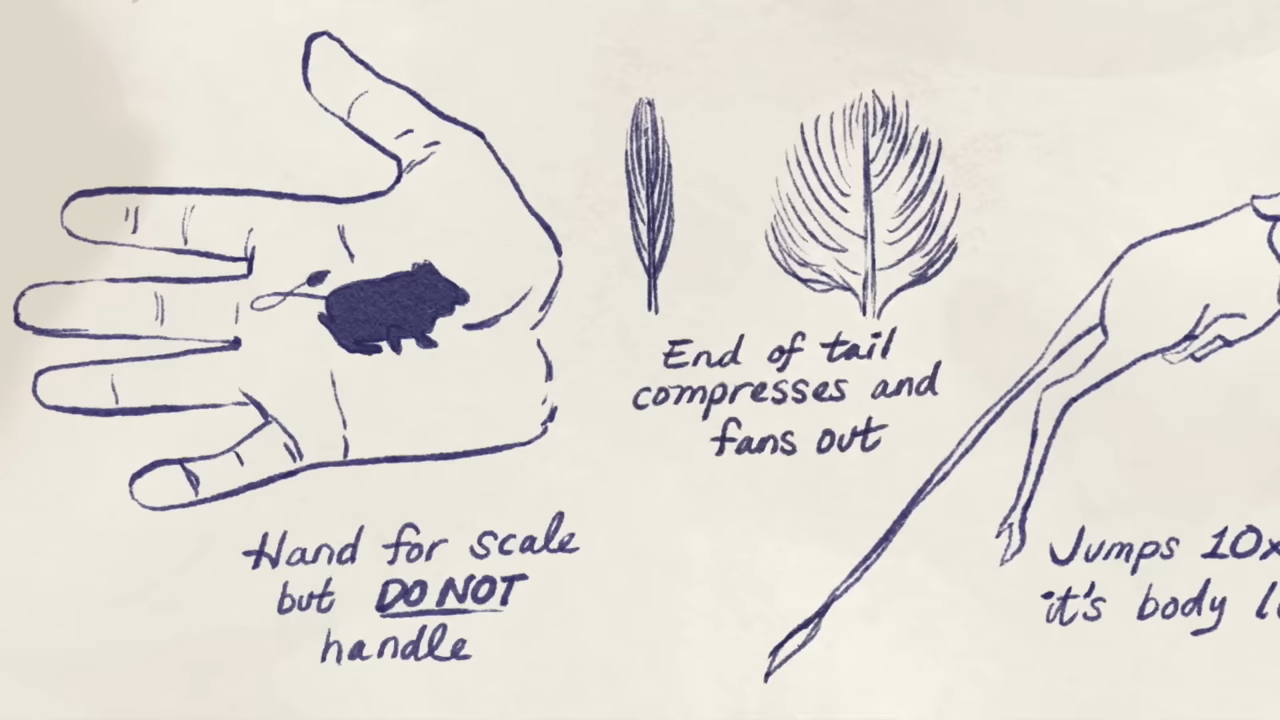 End of tail
compresses and
fans out
Hand for scale
but DO NOT
handle
Jumps 10x
it's body